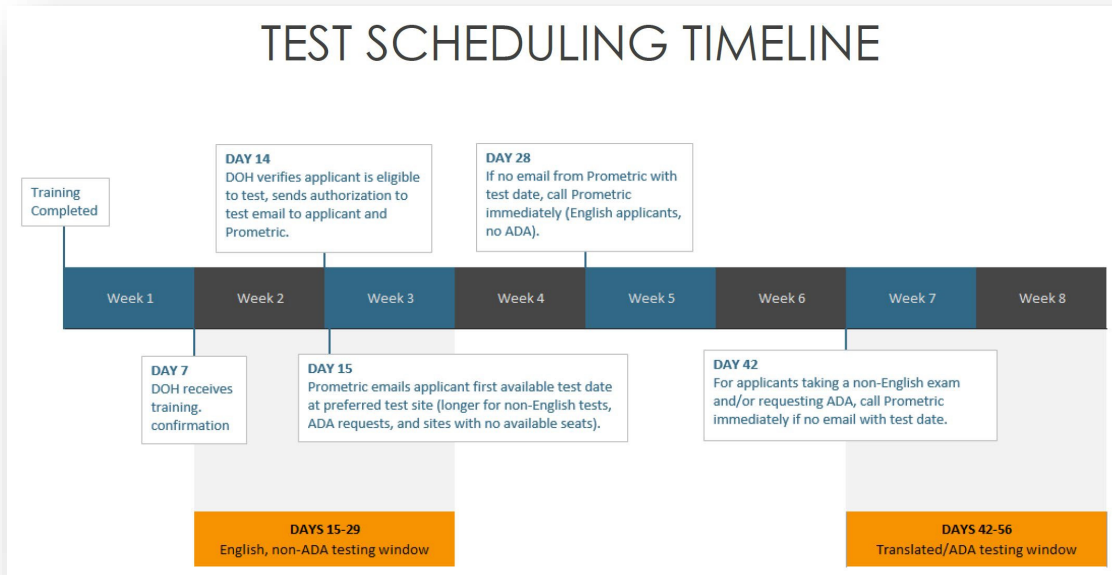 TEST SCHEDULING TIMELINE
Training
Completed
DAY 14
DOH verifies applicant is eligible
to test, sends authorization to
test email to applicant and
Prometric.
DAY 28
If no email from Prometric with
test date, call Prometric
immediately (English applicants,
no ADA).
Week 1
Week 2
Week 3
Week 4
Week 5
Week 6
Week 7
Week 8
DAY 7
DOH receives
training.
confirmation
DAY 15
Prometric emails applicant first available test date
at preferred test site (longer for non-English tests,
ADA requests, and sites with no available seats).
DAY 42
For applicants taking a non-English exam
and/or requesting ADA, call Prometric
immediately if no email with test date.
DAYS 15-29
English, non-ADA testing window
DAYS 42-56
Translated/ADA testing window